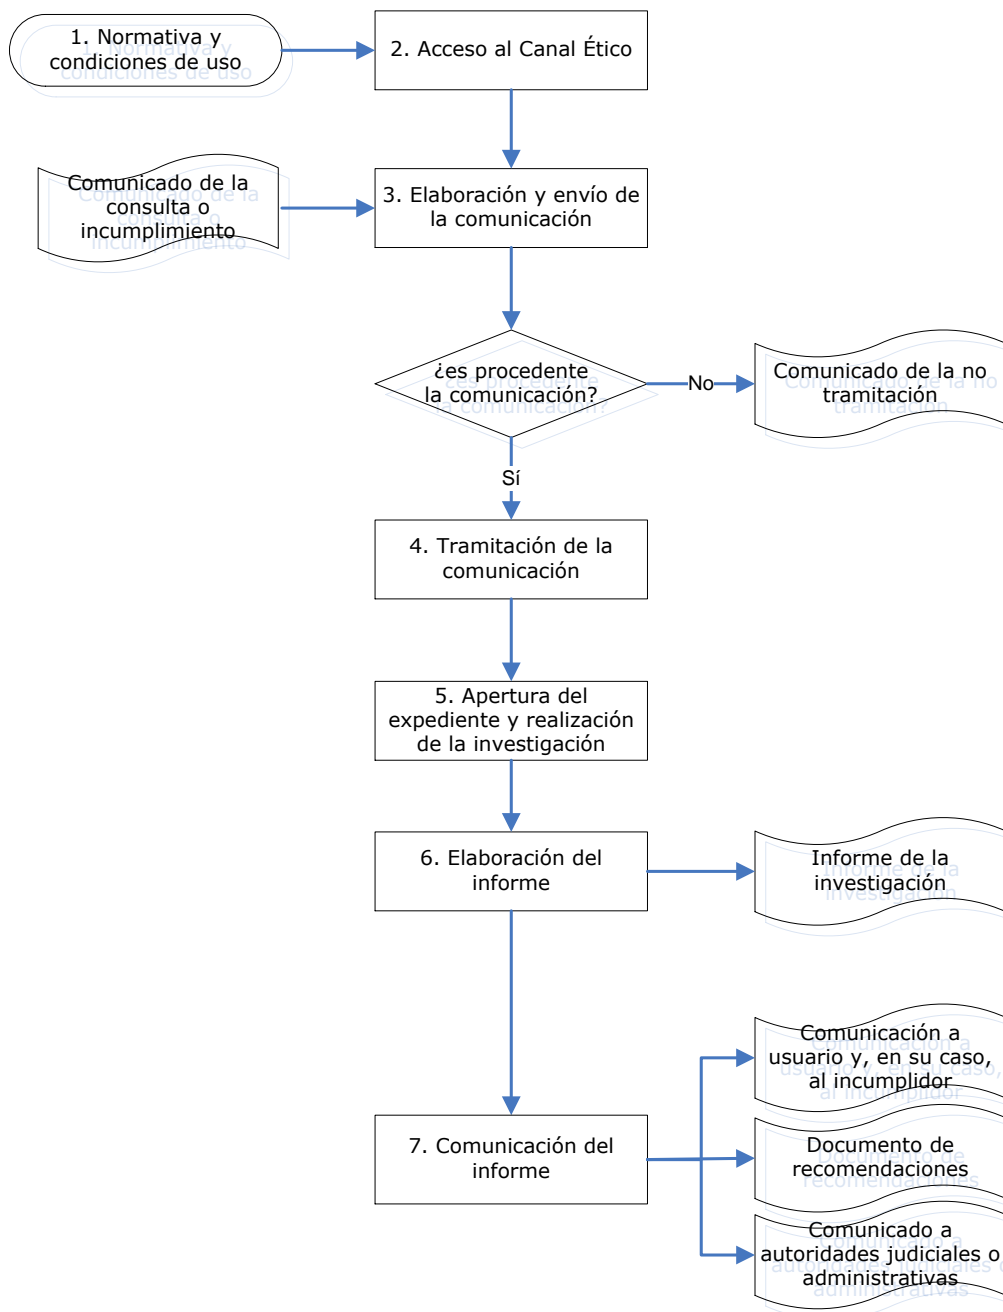 1. Normativa y
condiciones de uso
2. Acceso al Canal Ético
Comunicado de la
consulta o
incumplimiento
3. Elaboración y envío de
la comunicación
¿es procedente
la comunicación?
No
Comunicado de la no
tramitación
Sí
4. Tramitación de la
comunicación
5. Apertura del
expediente y realización
de la investigación
6. Elaboración del
informe
Informe de la
investigación
Comunicación a
usuario y, en su caso,
al incumplidor
7. Comunicación del
informe
Documento de
recomendaciones
Comunicado a
autoridades judiciales o
administrativas